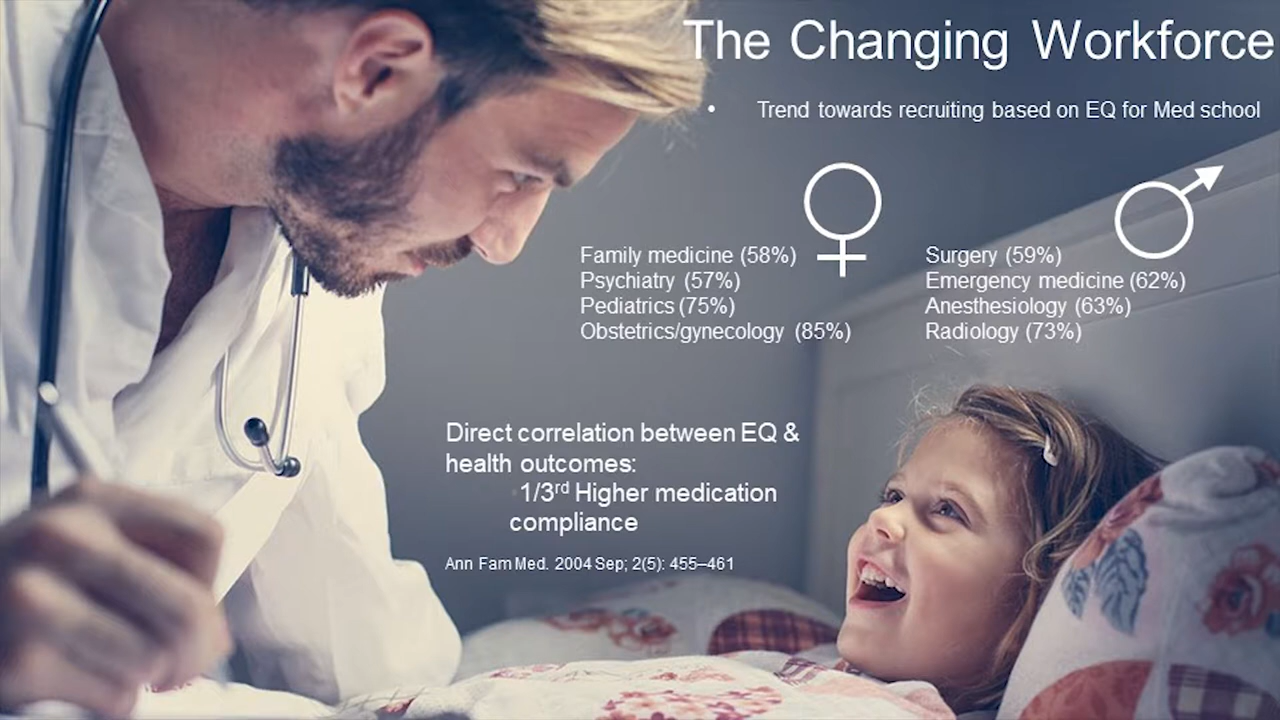 The Changing Workforce
• Trend towards recruiting based on EQ for Med school
Family medicine (58%)
Psychiatry (57%)
Pediatrics (75%)
Obstetrics/gynecology (85%)
Surgery (59%)
Emergency medicine (62%)
Anesthesiology (63%)
Radiology (73%)
Direct correlation between EQ &
health outcomes:
1/3rd Higher medication
compliance
Ann Fam Med. 2004 Sep; 2(5): 455–461